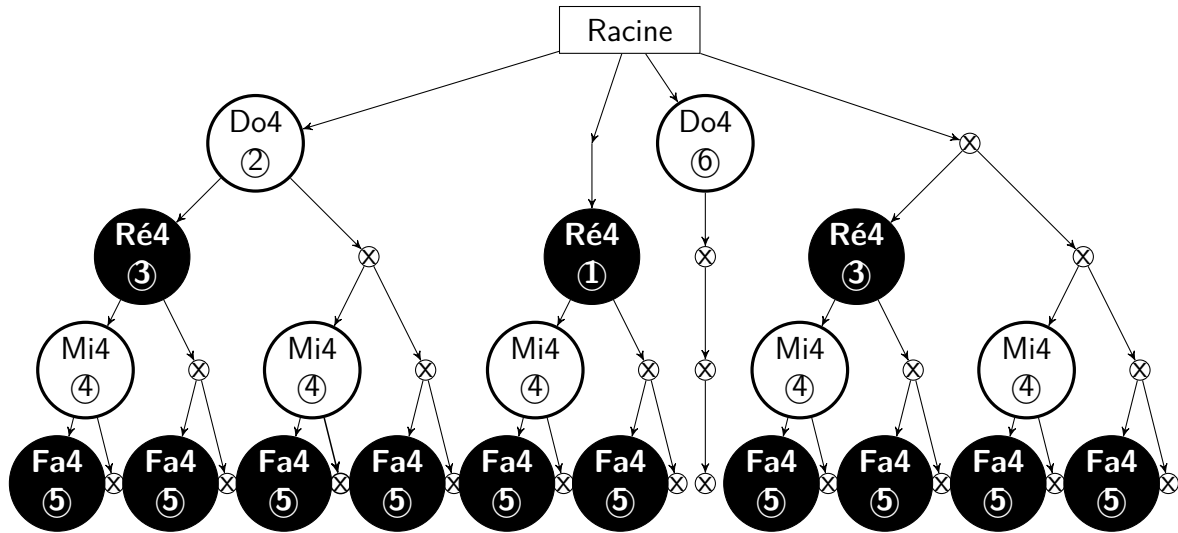 Racine
Do4
②
Do4
⑥
X
Ré4
③
X
Ré4
①
X
Ré4
③
X
Mi4
④
X
Mi4
④
X
Mi4
④
X
X
Mi4
④
X
Mi4
④
X
Fa4
⑤
X
Fa4
⑤
X
Fa4
⑤
X
Fa4
⑤
X
Fa4
⑤
X
Fa4
⑤
X
X
Fa4
⑤
X
Fa4
⑤
X
Fa4
⑤
X
Fa4
⑤
X